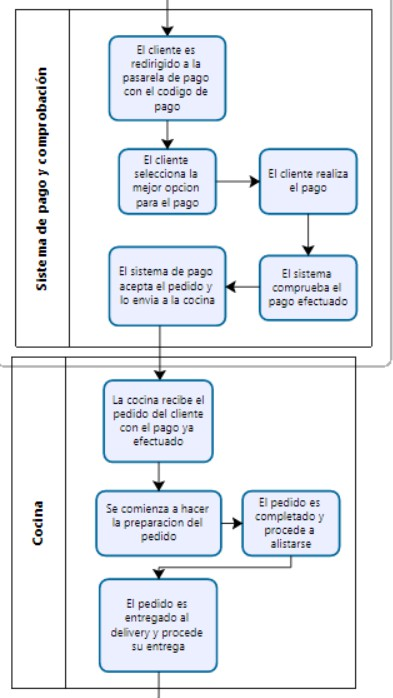 Sistema de pago y comprobación
El cliente es
redirigido a la
pasarela de pago
con el codigo de
pago
El cliente
selecciona la
mejor opcion
para el pago
El cliente realiza
el pago
El sistema
comprueba el
pago efectuado
El sistema de pago
acepta el pedido y
lo envia a la cocina
Cocina
La cocina recibe el
pedido del cliente
con el pago ya
efectuado
Se comienza a hacer
la preparacion del
pedido
El pedido es
completado y
procede a
alistarse
El pedido es
entregado al
delivery y procede
su entrega